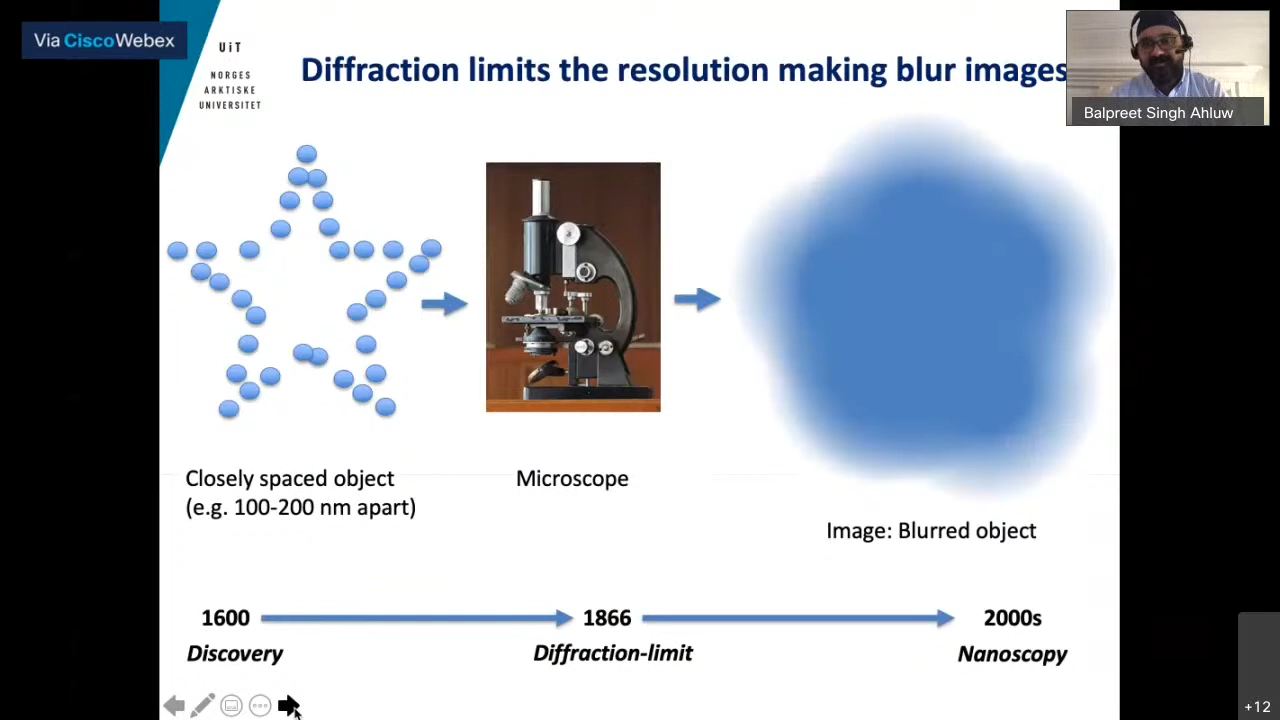 Via CiscoWebex
UiT
NORGES
ARKTISKE
UNIVERSITET
Diffraction limits the resolution making blur images
Balpreet Singh Ahluw
Closely spaced object
(e.g. 100-200 nm apart)
Microscope
Image: Blurred object
1600
1866
2000s
Discovery
Diffraction-limit
Nanoscopy
+12